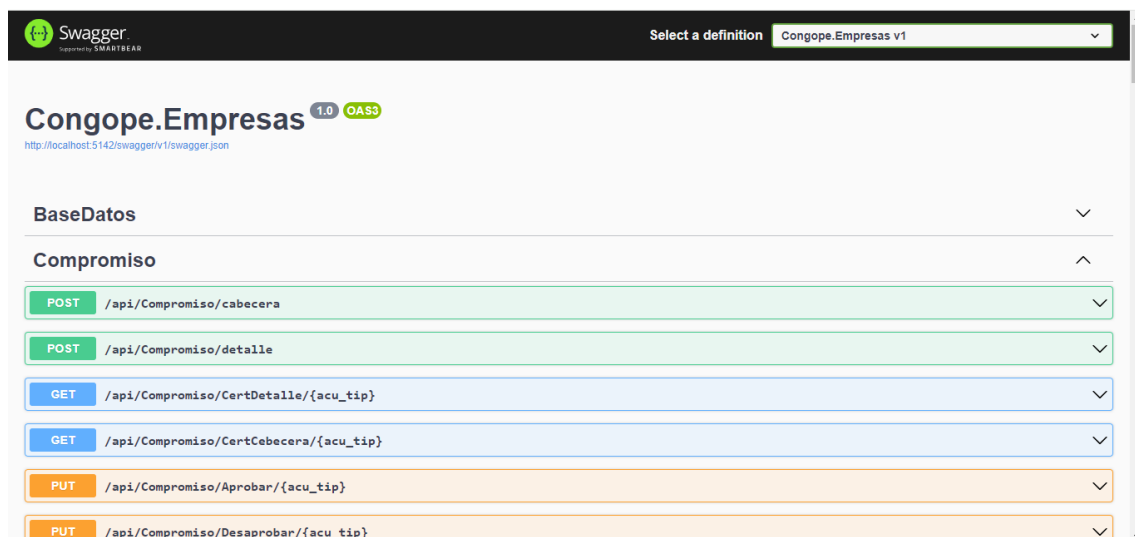 Swagger.
Supported by SMARTBEAR
Select a definition
Congope.Empresas v1
Congope.Empresas 1.0 OAS3
http://localhost:5142/swagger/v1/swagger.json
BaseDatos
Compromiso
POST /api/Compromiso/cabecera
POST /api/Compromiso/detalle
GET /api/Compromiso/CertDetalle/{acu_tip}
GET /api/Compromiso/CertCebecera/{acu_tip}
PUT /api/Compromiso/Aprobar/{acu_tip}
PUT /api/Compromiso/Desaprobar/{acu_tip}